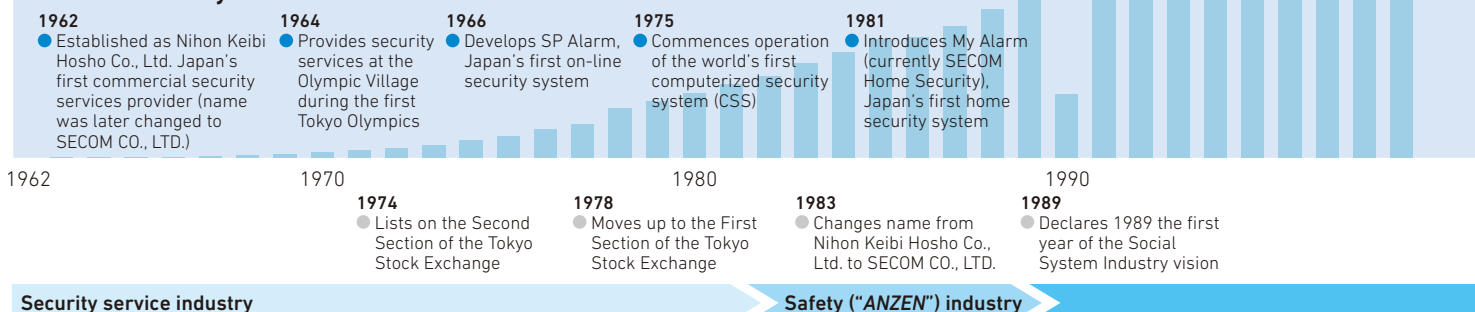 1962
Established as Nihon Keibi
Hosho Co., Ltd. Japan's
first commercial security
services provider (name
was later changed to
SECOM CO., LTD.)
1964
Provides security
services at the
Olympic Village
during the first
Tokyo Olympics
1966
Develops SP Alarm,
Japan's first on-line
security system
1975
Commences operation
of the world's first
computerized security
system (CSS)
1981
Introduces My Alarm
(currently SECOM
Home Security),
Japan's first home
security system
1962
1970
1980
1990
1974
Lists on the Second
Section of the Tokyo
Stock Exchange
1978
Moves up to the First
Section of the Tokyo
Stock Exchange
1983
Changes name from
Nihon Keibi Hosho Co.,
Ltd. to SECOM CO., LTD.
1989
Declares 1989 the first
year of the Social
System Industry vision
Security service industry
Safety ("ANZEN") industry